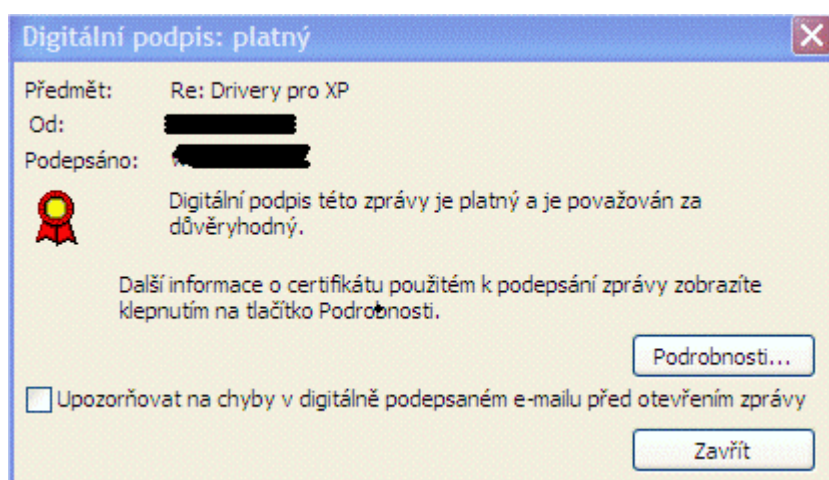 Digitální podpis: platný
Předmět: Re: Drivery pro XP
Od:
Podepsáno:
Digitální podpis této zprávy je platný a je považován za
důvěryhodný.
Další informace o certifikátu použitém k podepsání zprávy zobrazíte
klepnutím na tlačítko Podrobnosti.
Podrobnosti...
Upozorňovat na chyby v digitálně podepsaném e-mailu před otevřením zprávy
Zavřít